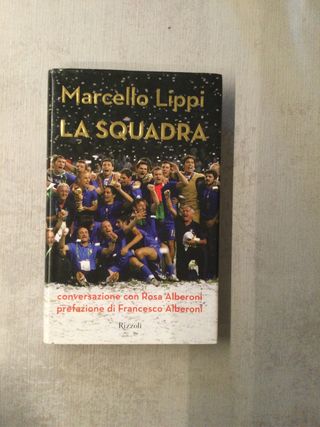 Marcello Lippi
LA SQUADRA
conversazione con Rosa Alberoni
prefazione di Francesco Alberoni
Rizzoli